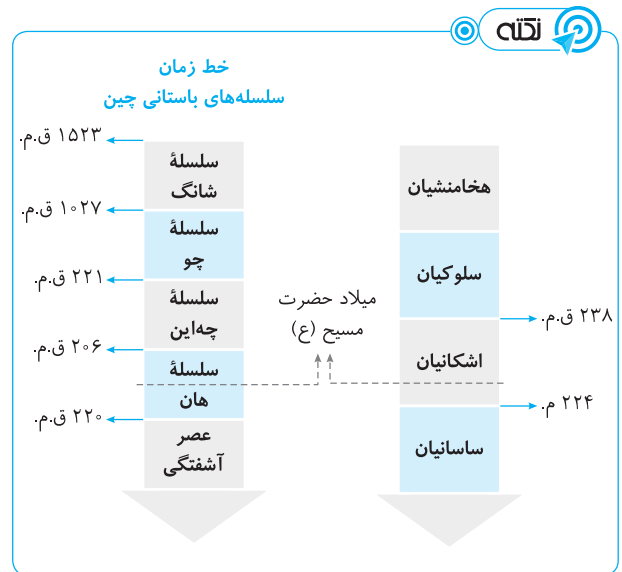 نکته
خط زمان
سلسله‌های باستانی چین
۱۵۲۳ ق.م.
سلسلهٔ
شانگ
۱۰۲۷ ق.م.
سلسلهٔ
چو
۲۲۱ ق.م.
سلسلهٔ
چه‌این
۲۰۶ ق.م.
سلسلهٔ
هان
۲۲۰ ق.م.
عصر
آشفتگی
میلاد حضرت
مسیح (ع)
هخامنشیان
سلوکیان
۲۳۸ ق.م.
اشکانیان
۲۲۴ م.
ساسانیان